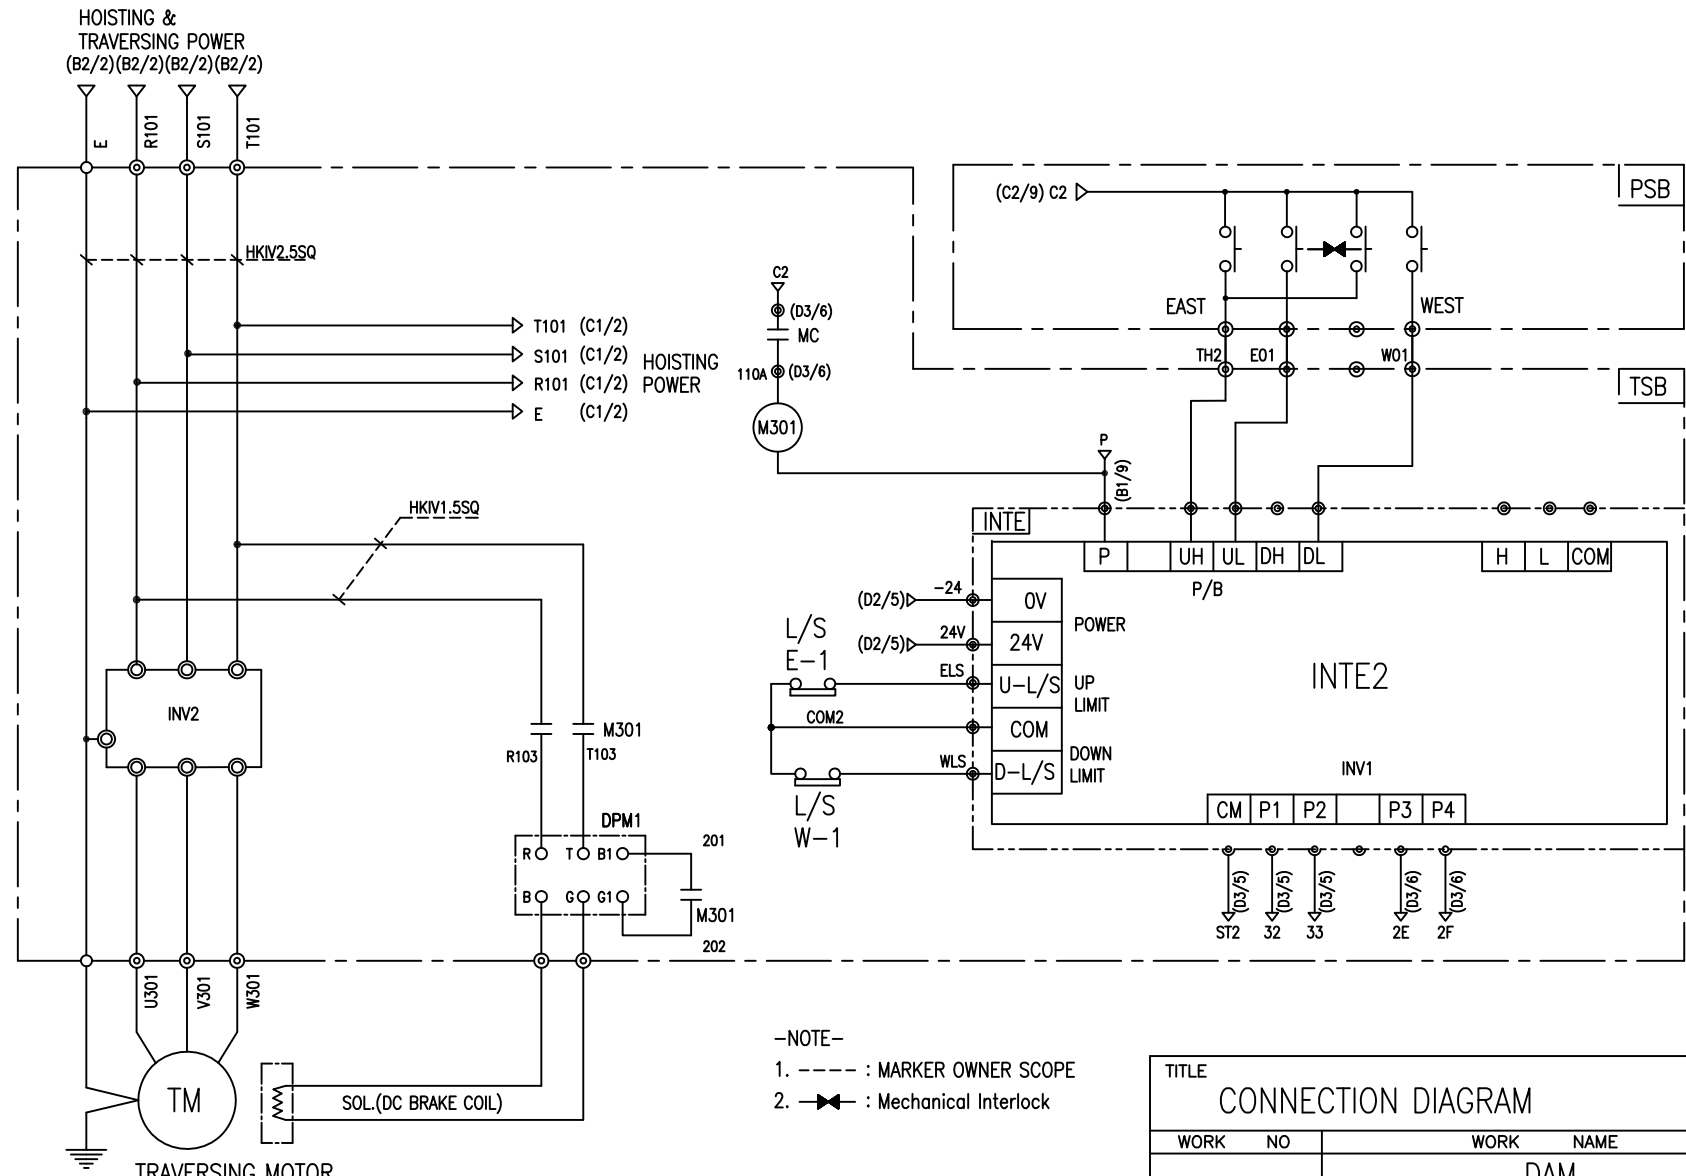 HOISTING &
TRAVERSING POWER
(B2/2)(B2/2)(B2/2)(B2/2)
E
R101
S101
T101
HKIV2.5SQ
T101 (C1/2)
S101 (C1/2)
R101 (C1/2)
E (C1/2)
HOISTING
POWER
C2
(D3/6)
MC
110A (D3/6)
M301
(C2/9) C2
PSB
EAST
WEST
TH2 E01 W01
TSB
P
(B1/9)
INTE
P UH UL DH DL
P/B
H L COM
(D2/5) -24
0V
POWER
(D2/5) 24V
24V
ELS
U-L/S
UP
LIMIT
COM2
COM
WLS
D-L/S
DOWN
LIMIT
L/S
E-1
L/S
W-1
INTE2
INV1
CM P1 P2 P3 P4
(D3/5) (D3/5) (D3/5) (D3/6) (D3/6)
ST2 32 33 2E 2F
HKIV1.5SQ
INV2
M301
R103 T103
DPM1
R T B1
B G G1
201
M301
202
U301
V301
W301
TM
SOL.(DC BRAKE COIL)
TRAVERSING MOTOR
-NOTE-
1. ---- : MARKER OWNER SCOPE
2. : Mechanical Interlock
TITLE
CONNECTION DIAGRAM
WORK NO WORK NAME
DAM